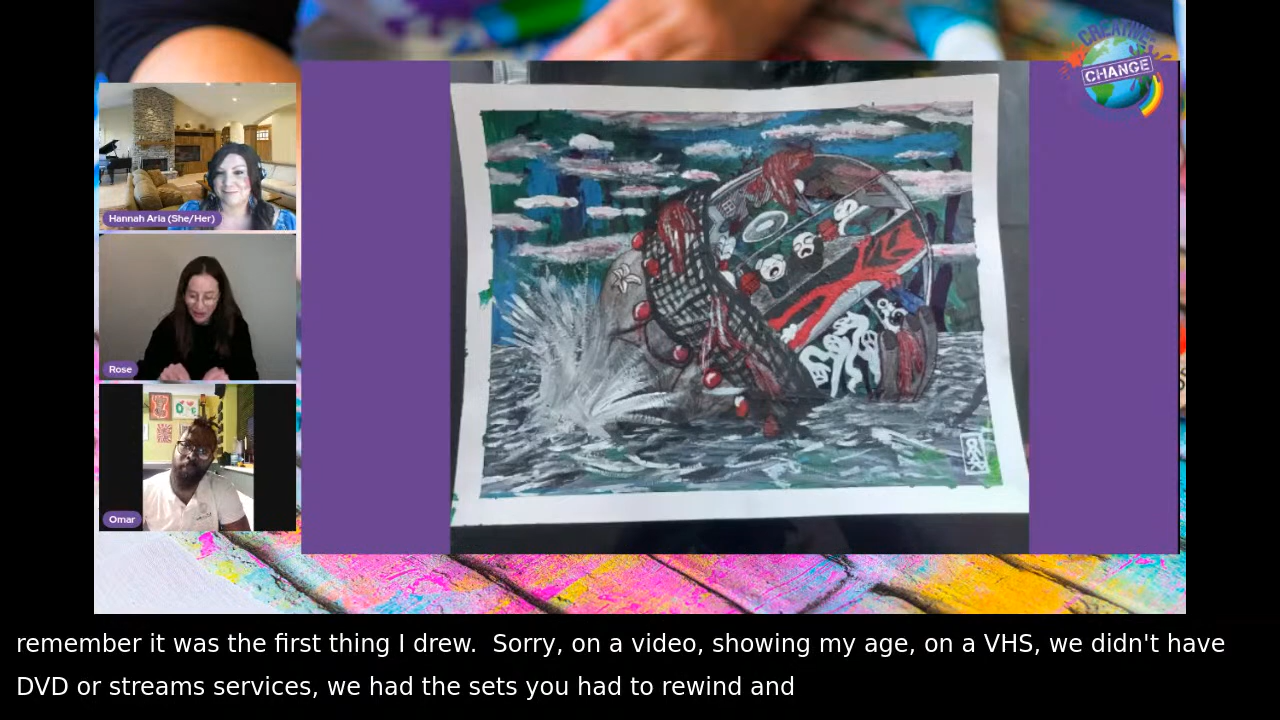 CREATIVE
CHANGE
Hannah Aria (She/Her)
Rose
Omar
remember it was the first thing I drew.  Sorry, on a video, showing my age, on a VHS, we didn't have
DVD or streams services, we had the sets you had to rewind and